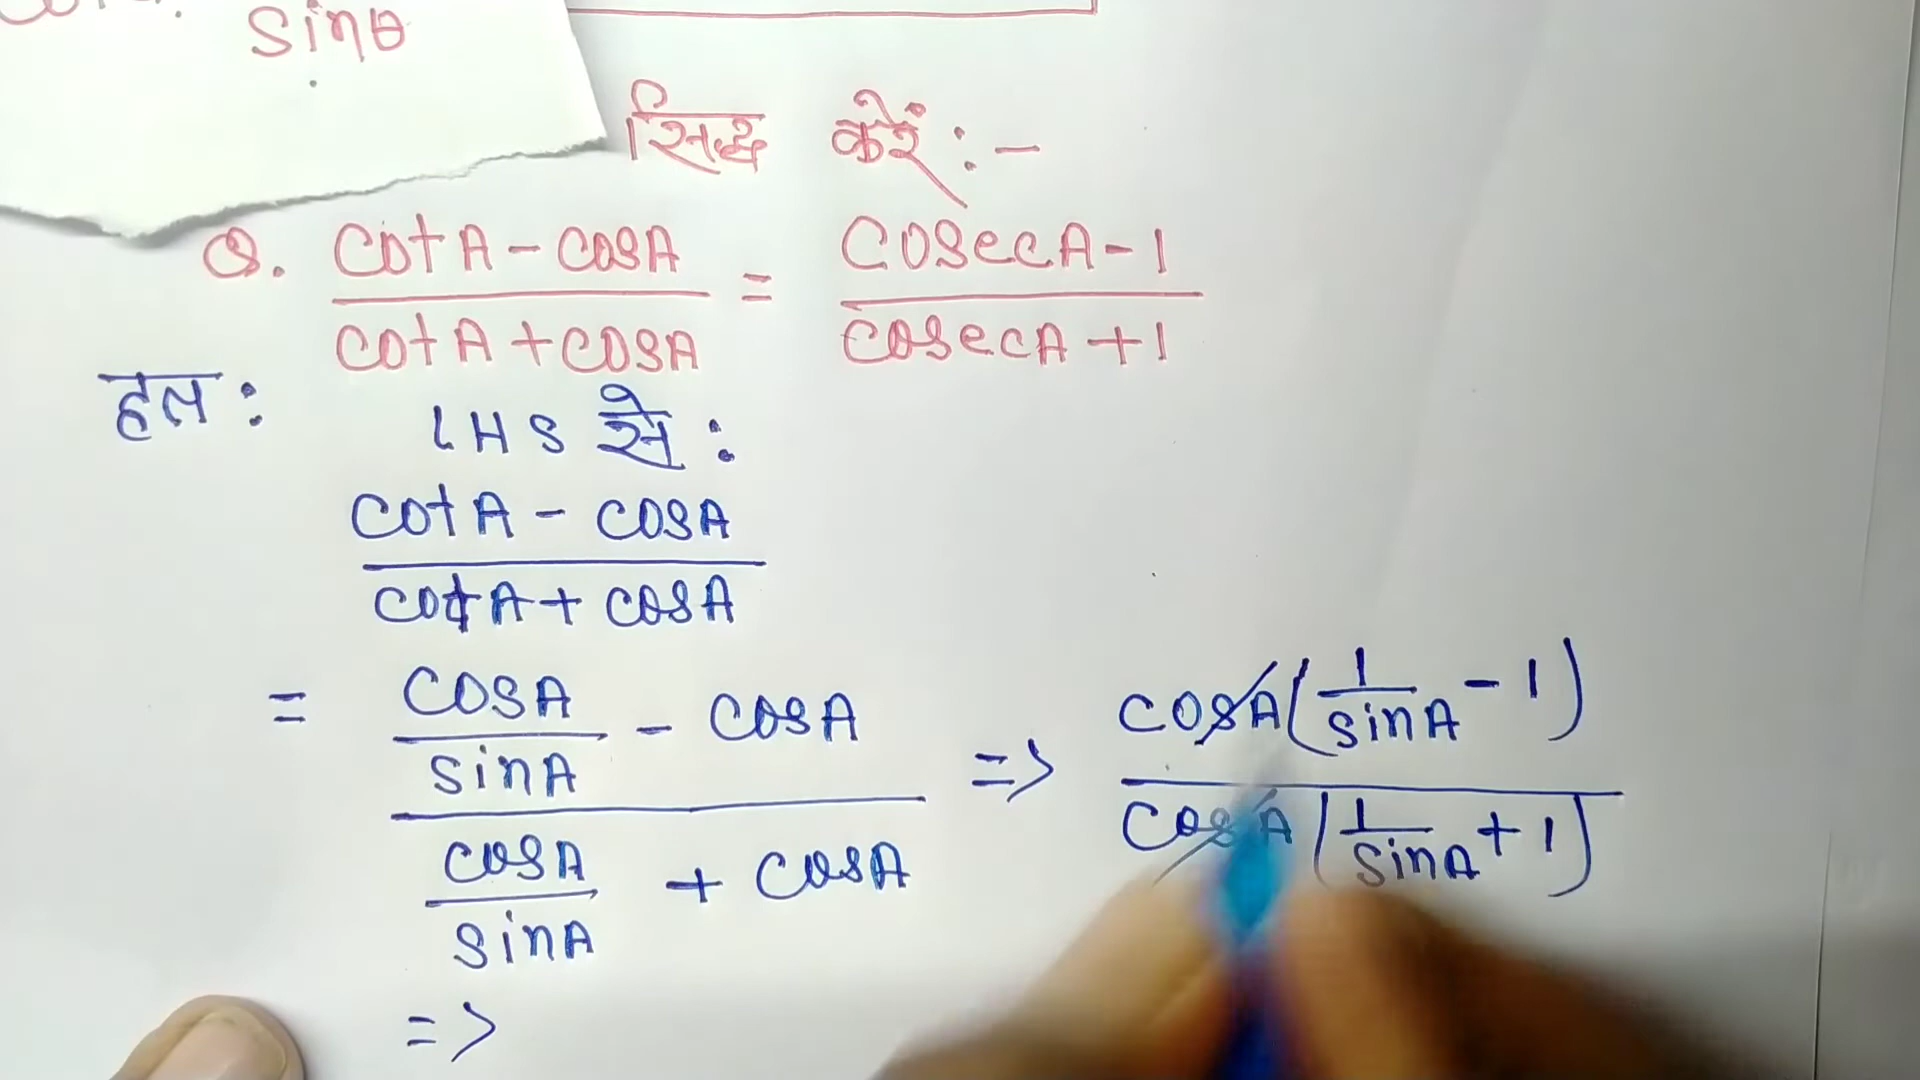 sinθ
सिद्ध करें:-
Q. cotA-cosA/cotA+cosA = cosecA-1/cosecA+1
हल: LHS से:
cotA - cosA/cotA + cosA
= cosA/sinA - cosA/cosA/sinA + cosA => cosA(1/sinA - 1)/cosA(1/sinA + 1)
=>